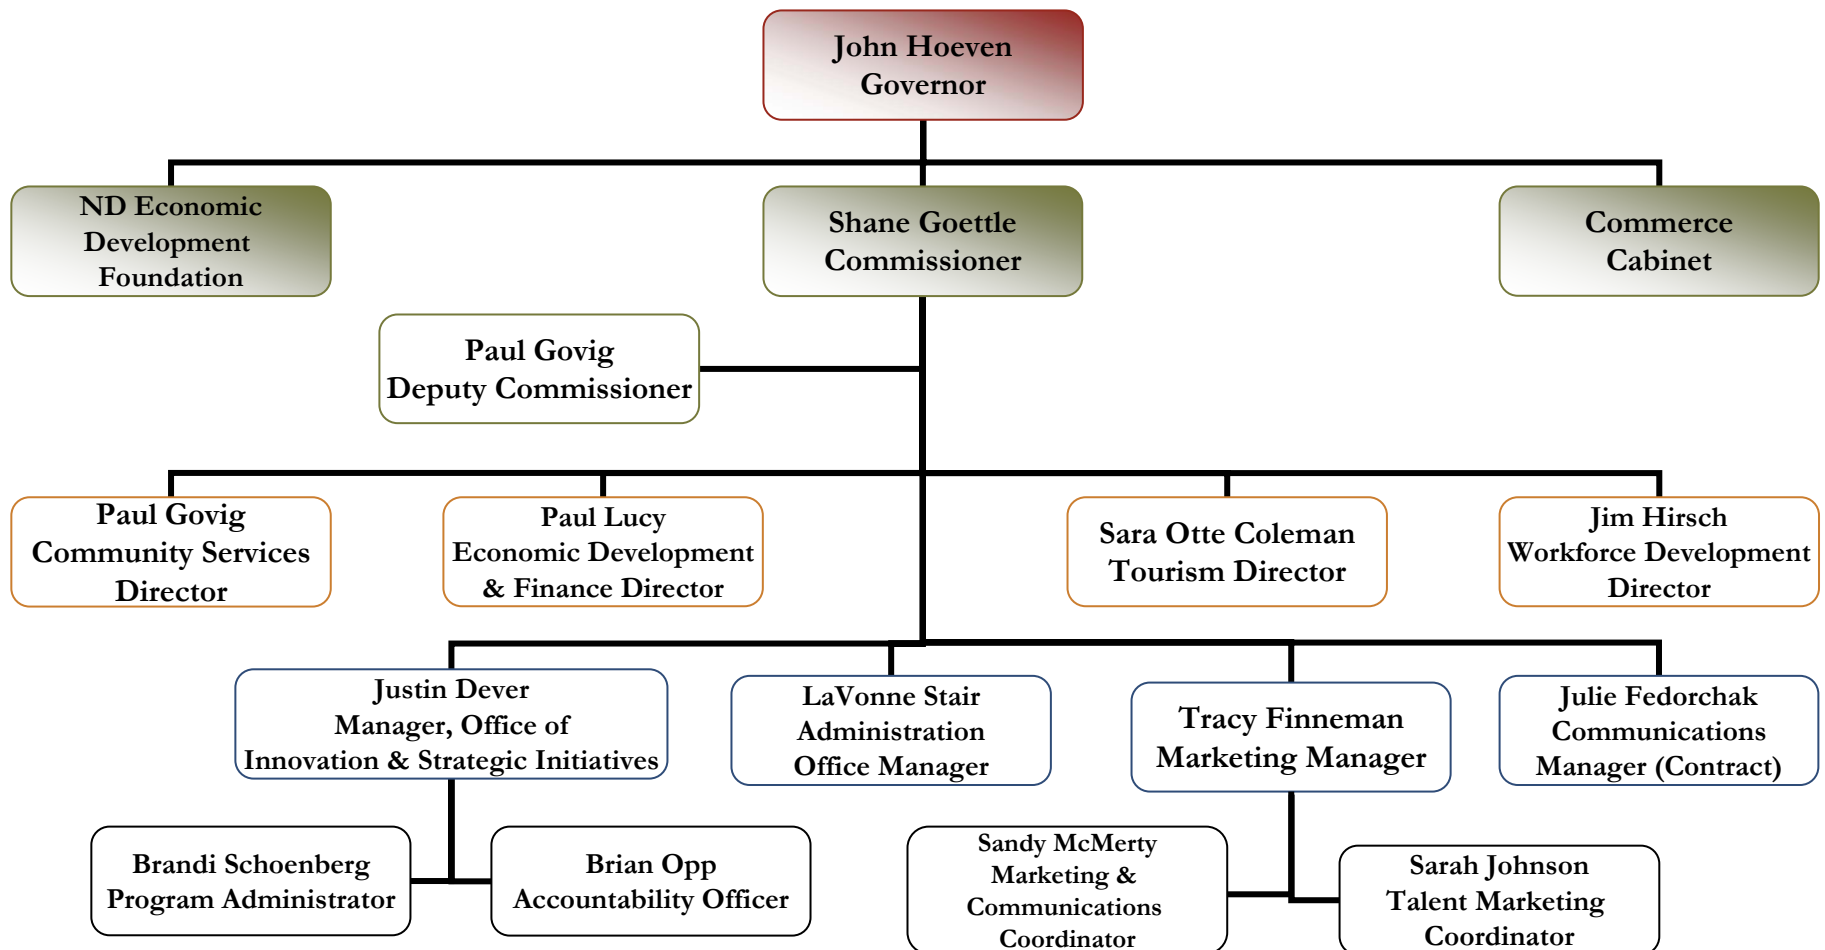 John Hoeven
Governor
ND Economic
Development
Foundation
Shane Goettle
Commissioner
Commerce
Cabinet
Paul Govig
Deputy Commissioner
Paul Govig
Community Services
Director
Paul Lucy
Economic Development
& Finance Director
Sara Otte Coleman
Tourism Director
Jim Hirsch
Workforce Development
Director
Justin Dever
Manager, Office of
Innovation & Strategic Initiatives
LaVonne Stair
Administration
Office Manager
Tracy Finneman
Marketing Manager
Julie Fedorchak
Communications
Manager (Contract)
Brandi Schoenberg
Program Administrator
Brian Opp
Accountability Officer
Sandy McMerty
Marketing &
Communications
Coordinator
Sarah Johnson
Talent Marketing
Coordinator